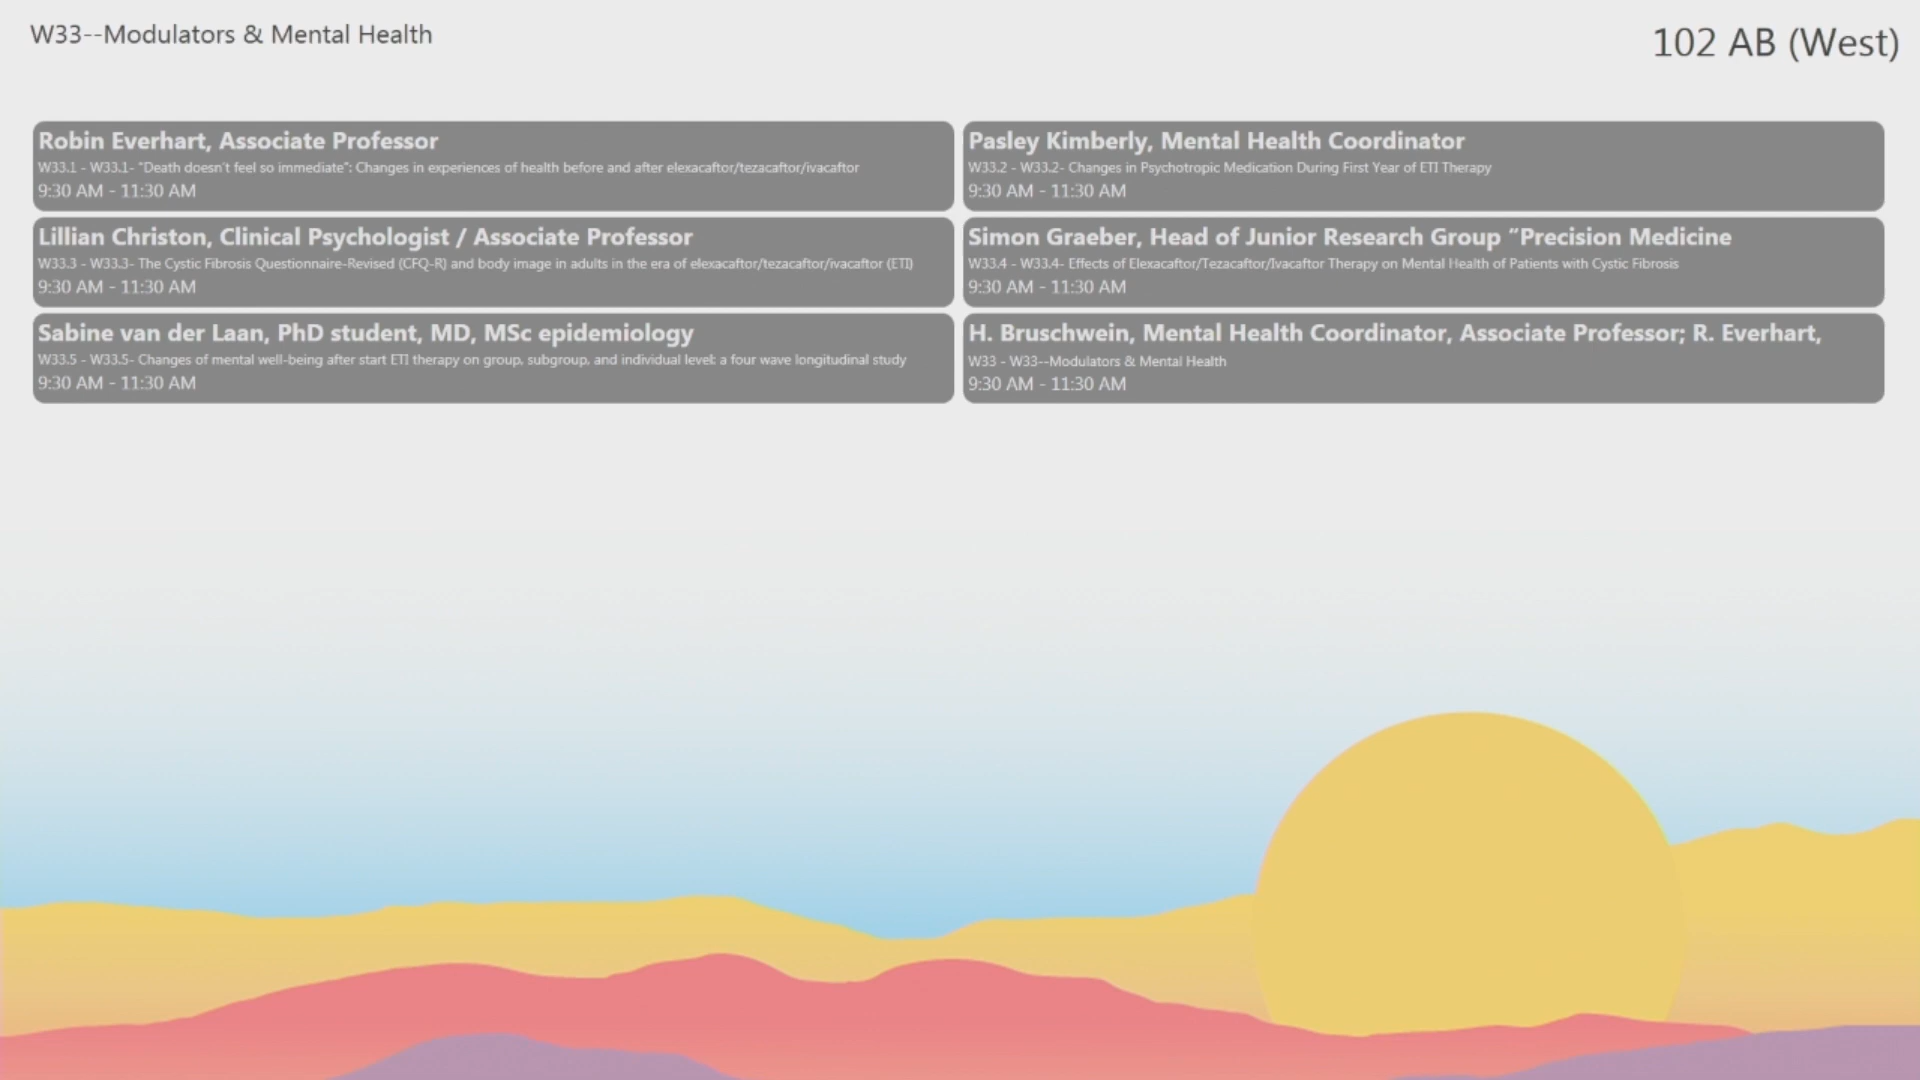 W33--Modulators & Mental Health
102 AB (West)
Robin Everhart, Associate Professor
W33.1 - W33.1- "Death doesn't feel so immediate": Changes in experiences of health before and after elexacaftor/tezacaftor/ivacaftor
9:30 AM - 11:30 AM
Pasley Kimberly, Mental Health Coordinator
W33.2 - W33.2- Changes in Psychotropic Medication During First Year of ETI Therapy
9:30 AM - 11:30 AM
Lillian Christon, Clinical Psychologist / Associate Professor
W33.3 - W33.3- The Cystic Fibrosis Questionnaire-Revised (CFQ-R) and body image in adults in the era of elexacaftor/tezacaftor/ivacaftor (ETI)
9:30 AM - 11:30 AM
Simon Graeber, Head of Junior Research Group “Precision Medicine
W33.4 - W33.4- Effects of Elexacaftor/Tezacaftor/Ivacaftor Therapy on Mental Health of Patients with Cystic Fibrosis
9:30 AM - 11:30 AM
Sabine van der Laan, PhD student, MD, MSc epidemiology
W33.5 - W33.5- Changes of mental well-being after start ETI therapy on group, subgroup, and individual level: a four wave longitudinal study
9:30 AM - 11:30 AM
H. Bruschwein, Mental Health Coordinator, Associate Professor; R. Everhart,
W33 - W33--Modulators & Mental Health
9:30 AM - 11:30 AM